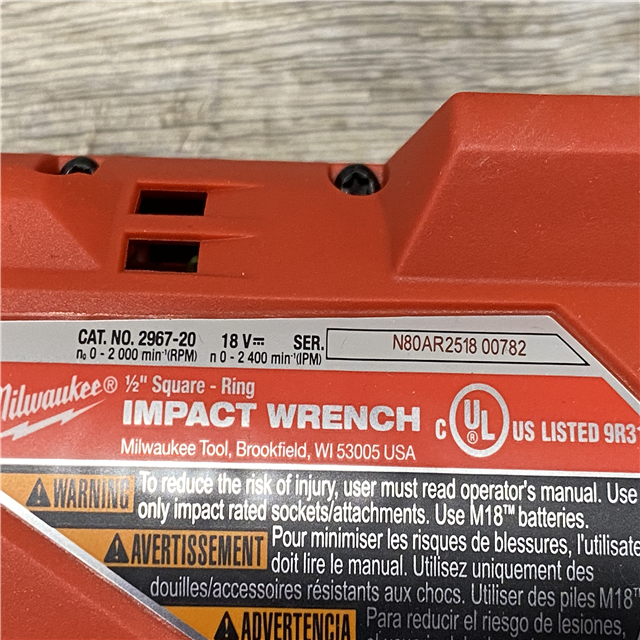 CAT. NO. 2967-20 18 V⎓ SER. N80AR2518 00782
n₀ 0 - 2 000 min⁻¹(RPM) n 0 - 2 400 min⁻¹(IPM)
Milwaukee® ½" Square - Ring
IMPACT WRENCH
Milwaukee Tool, Brookfield, WI 53005 USA
C UL® US LISTED 9R31
WARNING To reduce the risk of injury, user must read operator's manual. Use
only impact rated sockets/attachments. Use M18™ batteries.
AVERTISSEMENT Pour minimiser les risques de blessures, l'utilisate
doit lire le manual. Utilisez uniquement des
douilles/accessoires résistants aux chocs. Utiliser des piles M18™
ADVERTENCIA Para reducir el riesgo de lesiones